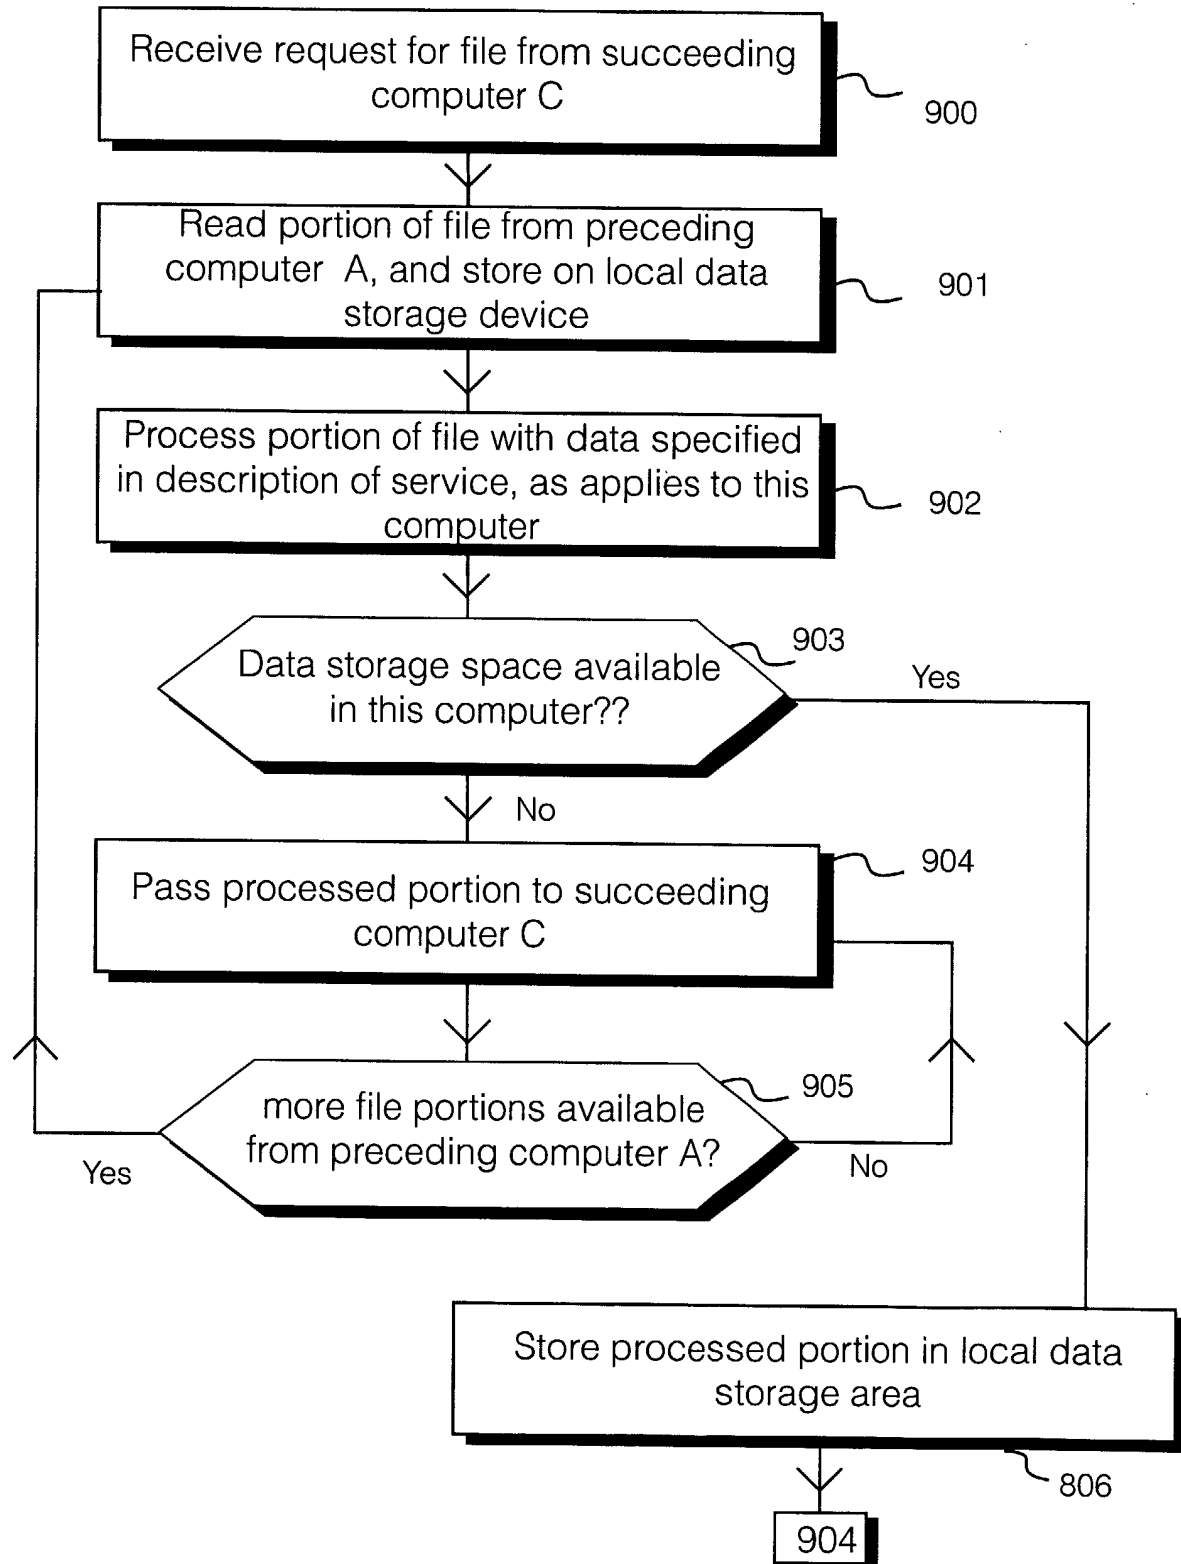 Receive request for file from succeeding
computer C
900
Read portion of file from preceding
computer A, and store on local data
storage device
901
Process portion of file with data specified
in description of service, as applies to this
computer
902
903
Data storage space available
in this computer??
Yes
No
904
Pass processed portion to succeeding
computer C
905
more file portions available
from preceding computer A?
Yes
No
Store processed portion in local data
storage area
806
904